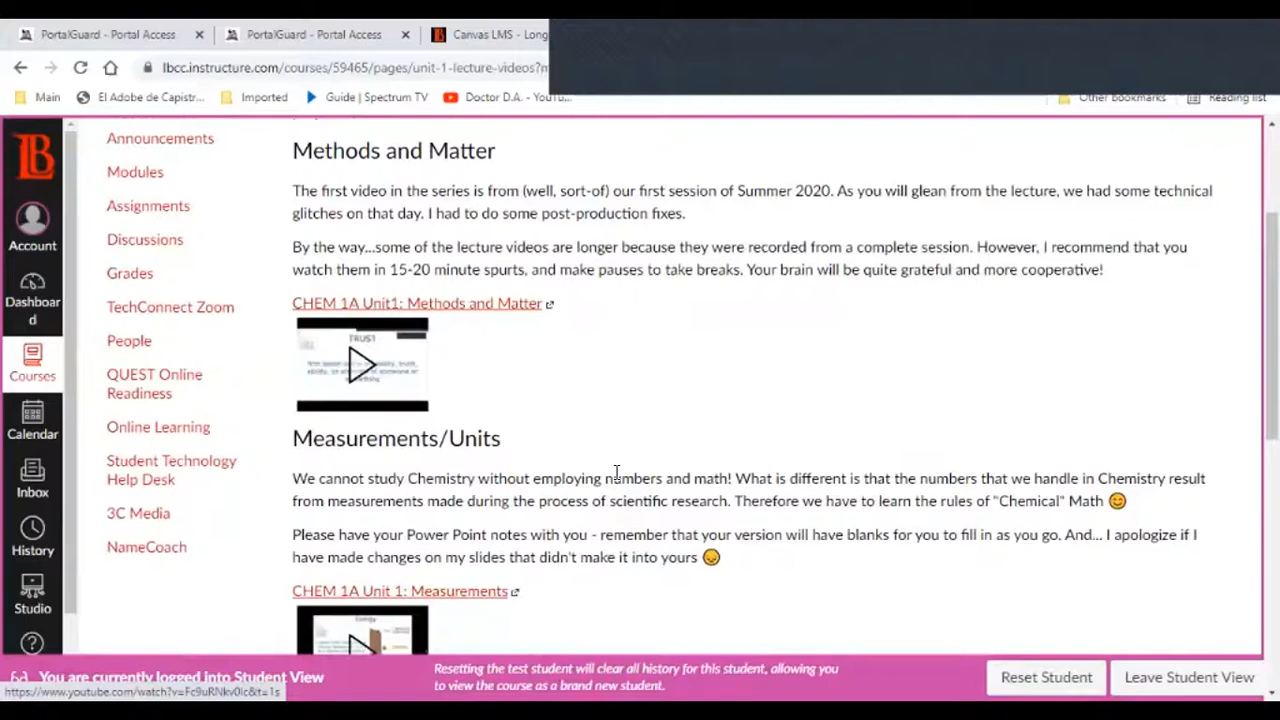 PortalGuard - Portal Access
PortalGuard - Portal Access
Canvas LMS - Long
lbcc.instructure.com/courses/59465/pages/unit-1-lecture-videos?
Main
El Adobe de Capistr...
Imported
Guide | Spectrum TV
Doctor D.A. - YouTu...
Other bookmarks
Reading list
LB
Account
Dashboar
d
Courses
Calendar
Inbox
History
Studio
Announcements
Modules
Assignments
Discussions
Grades
TechConnect Zoom
People
QUEST Online
Readiness
Online Learning
Student Technology
Help Desk
3C Media
NameCoach
Methods and Matter
The first video in the series is from (well, sort-of) our first session of Summer 2020. As you will glean from the lecture, we had some technical
glitches on that day. I had to do some post-production fixes.
By the way...some of the lecture videos are longer because they were recorded from a complete session. However, I recommend that you
watch them in 15-20 minute spurts, and make pauses to take breaks. Your brain will be quite grateful and more cooperative!
CHEM 1A Unit1: Methods and Matter
TRUST
Measurements/Units
We cannot study Chemistry without employing numbers and math! What is different is that the numbers that we handle in Chemistry result
from measurements made during the process of scientific research. Therefore we have to learn the rules of "Chemical" Math 😊
Please have your Power Point notes with you - remember that your version will have blanks for you to fill in as you go. And... I apologize if I
have made changes on my slides that didn't make it into yours 😞
CHEM 1A Unit 1: Measurements
Energy
You are currently logged into Student View
Resetting the test student will clear all history for this student, allowing you
to view the course as a brand new student.
Reset Student
Leave Student View
https://www.youtube.com/watch?v=Fc9uRNkv0lc&t=1s